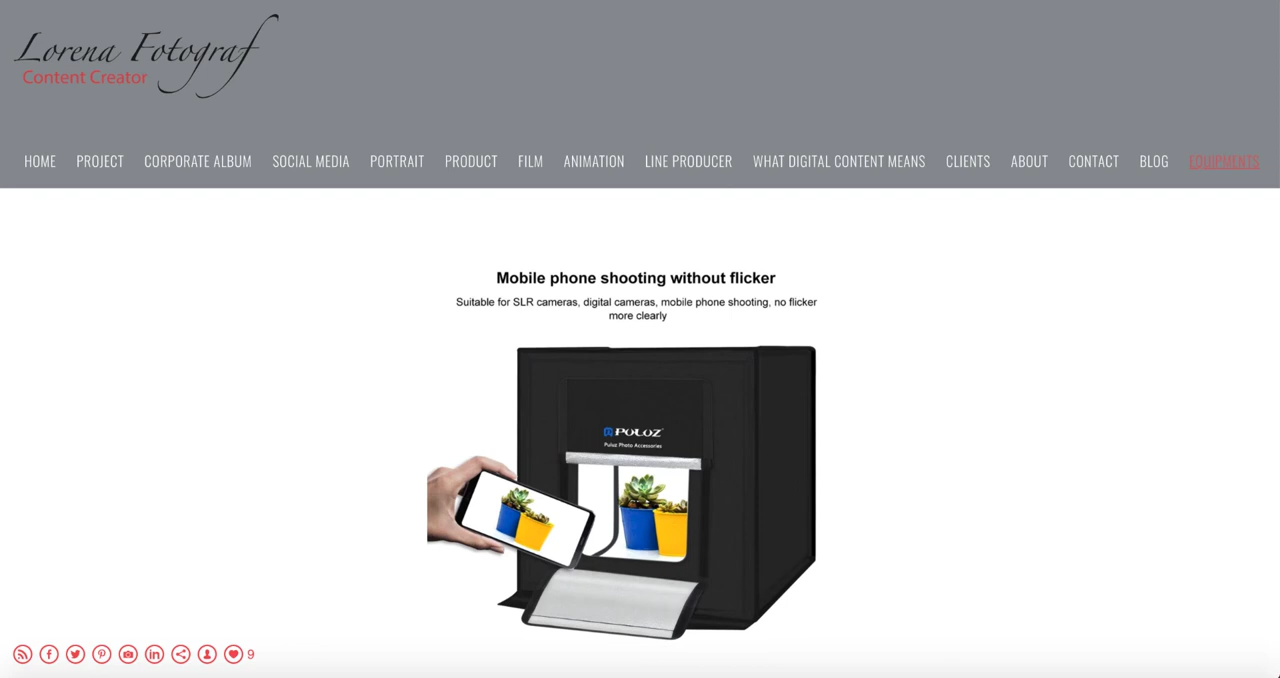 Lorena Fotograf
Content Creator
HOME PROJECT CORPORATE ALBUM SOCIAL MEDIA PORTRAIT PRODUCT FILM ANIMATION LINE PRODUCER WHAT DIGITAL CONTENT MEANS CLIENTS ABOUT CONTACT BLOG EQUIPMENTS
Mobile phone shooting without flicker
Suitable for SLR cameras, digital cameras, mobile phone shooting, no flicker
more clearly
PULUZ
Puluz Photo Accessories
9